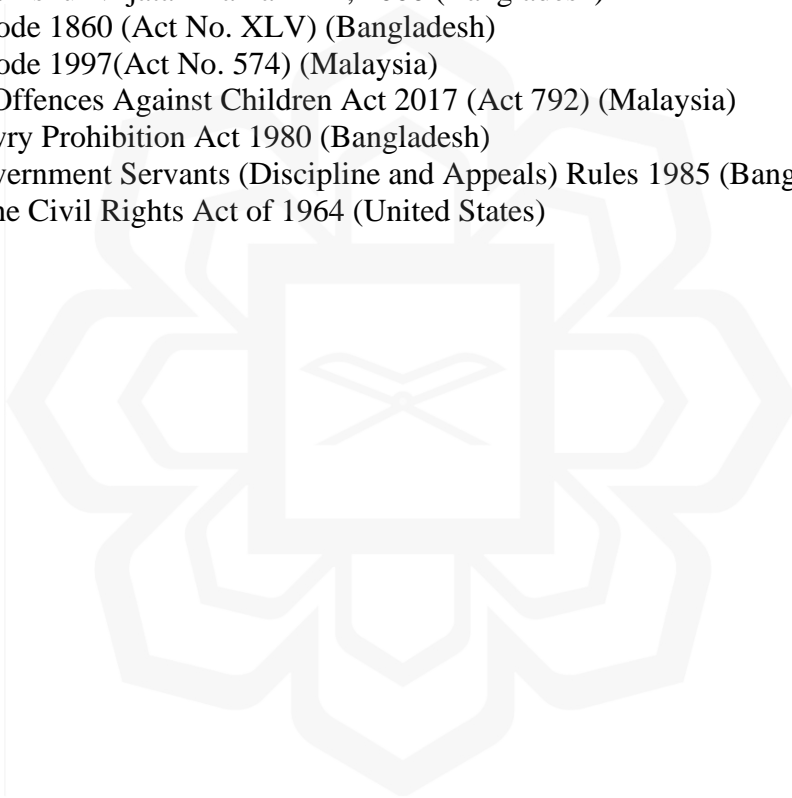 ode 1860 (Act No. XLV) (Bangladesh)
ode 1997(Act No. 574) (Malaysia)
Offences Against Children Act 2017 (Act 792) (Malaysia)
vry Prohibition Act 1980 (Bangladesh)
vernment Servants (Discipline and Appeals) Rules 1985 (Bang
ne Civil Rights Act of 1964 (United States)